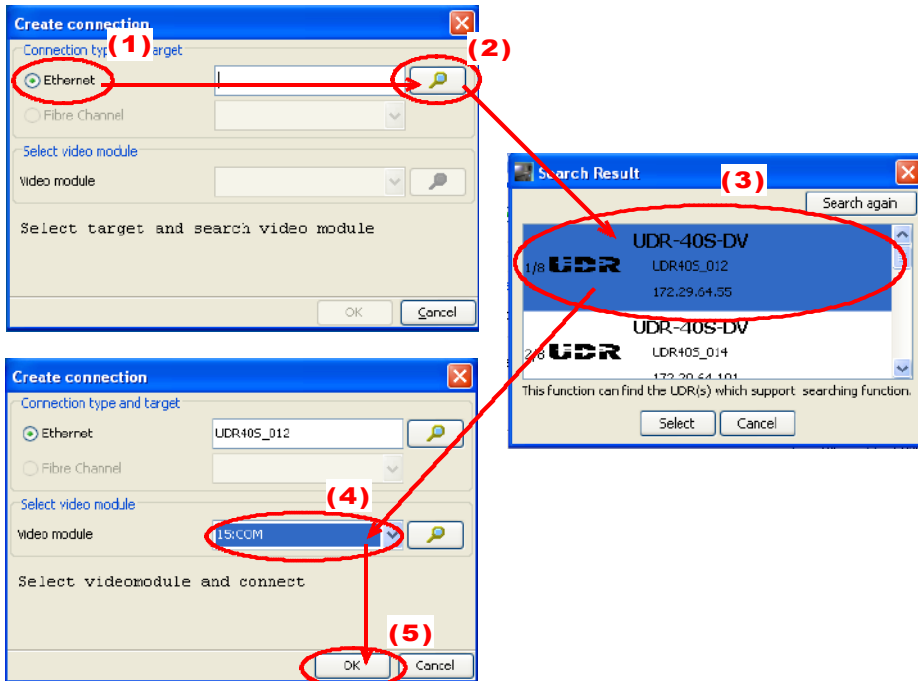 Create connection
(1)
(2)
Connection ty arget
Ethernet
Fibre Channel
Select video module
Video module
Select target and search video module
OK
Cancel
Search Result
(3)
Search again
UDR-40S-DV
1/8 UDR
UDR40S_012
172.29.64.55
UDR-40S-DV
2/8 UDR
UDR40S_014
This function can find the UDR(s) which support searching function.
Select
Cancel
Create connection
Connection type and target
Ethernet
UDR40S_012
Fibre Channel
Select video module
(4)
Video module
15:COM
Select videomodule and connect
(5)
OK
Cancel